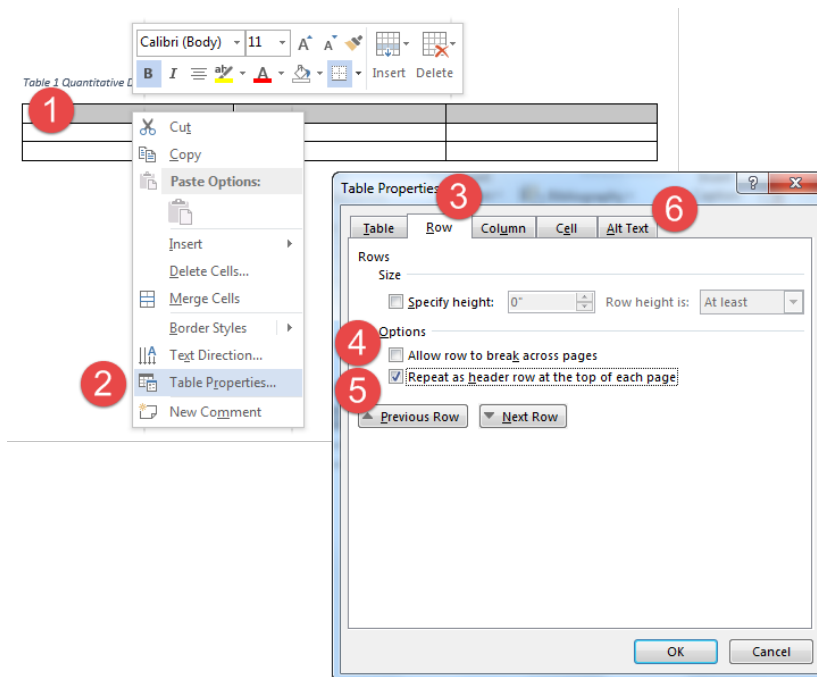 Calibri (Body) 11 A A
B I aby A Insert Delete
Table 1 Quantitative D
1
Cut
Copy
Paste Options:
Insert
Delete Cells...
Merge Cells
Border Styles
Text Direction...
2
Table Properties...
New Comment
Table Properties
3
?
X
6
Table Row Column Cell Alt Text
Rows
Size
Specify height: 0" Row height is: At least
Options
4
Allow row to break across pages
5
Repeat as header row at the top of each page
Previous Row Next Row
OK Cancel